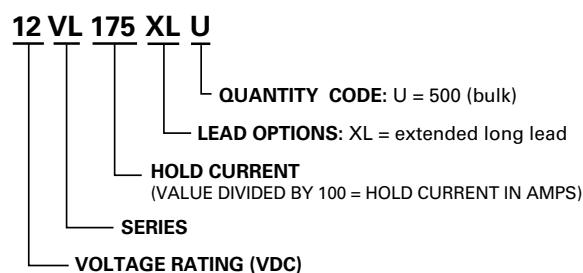 12 VL 175 XL U
QUANTITY CODE: U = 500 (bulk)
LEAD OPTIONS: XL = extended long lead
HOLD CURRENT
(VALUE DIVIDED BY 100 = HOLD CURRENT IN AMPS)
SERIES
VOLTAGE RATING (VDC)